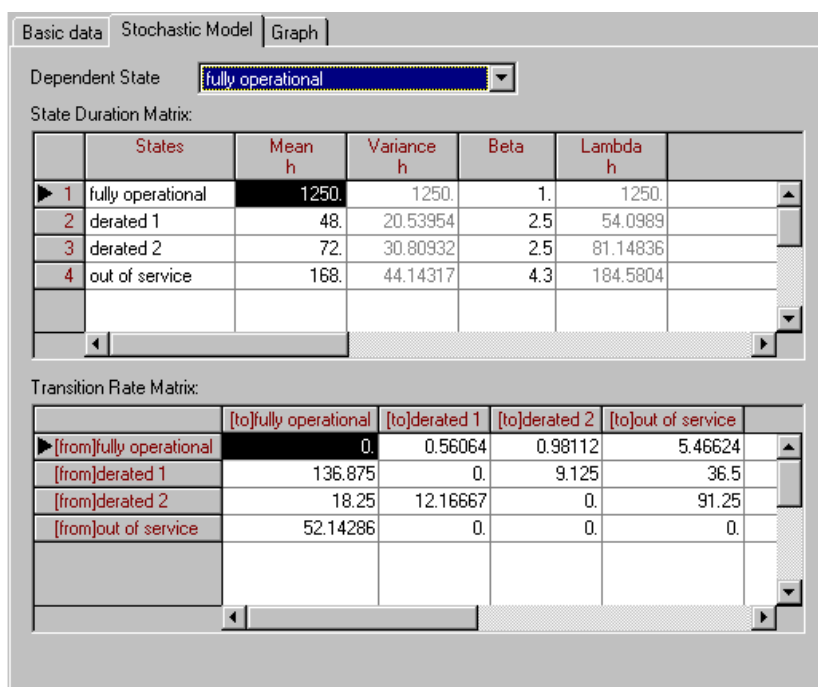 Basic data Stochastic Model Graph
Dependent State fully operational
State Duration Matrix:
States Mean Variance Beta Lambda
h h h
1 fully operational 1250. 1250. 1. 1250.
2 derated 1 48. 20.53954 2.5 54.0989
3 derated 2 72. 30.80932 2.5 81.14836
4 out of service 168. 44.14317 4.3 184.5804
Transition Rate Matrix:
[to]fully operational [to]derated 1 [to]derated 2 [to]out of service
[from]fully operational 0. 0.56064 0.98112 5.46624
[from]derated 1 136.875 0. 9.125 36.5
[from]derated 2 18.25 12.16667 0. 91.25
[from]out of service 52.14286 0. 0. 0.